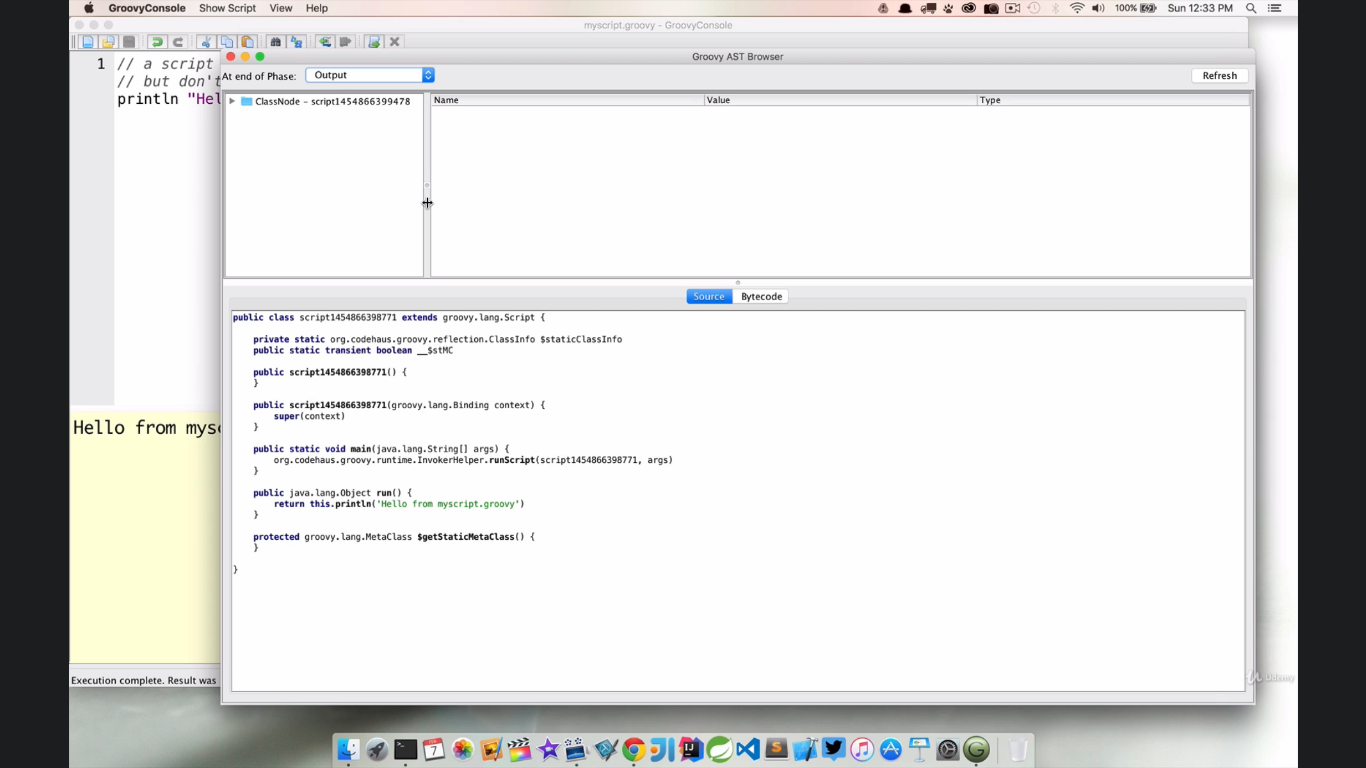 GroovyConsole Show Script View Help 100% Sun 12:33 PM
myscript.groovy - GroovyConsole
1 // a script
// but don't
println "Hel
Groovy AST Browser
At end of Phase: Output Refresh
ClassNode - script1454866399478
Name Value Type
Source Bytecode
public class script1454866398771 extends groovy.lang.Script {
private static org.codehaus.groovy.reflection.ClassInfo $staticClassInfo
public static transient boolean __$stMC
public script1454866398771() {
}
public script1454866398771(groovy.lang.Binding context) {
super(context)
}
public static void main(java.lang.String[] args) {
org.codehaus.groovy.runtime.InvokerHelper.runScript(script1454866398771, args)
}
public java.lang.Object run() {
return this.println('Hello from myscript.groovy')
}
protected groovy.lang.MetaClass $getStaticMetaClass() {
}
}
Hello from mysc
Execution complete. Result was
Udemy
7